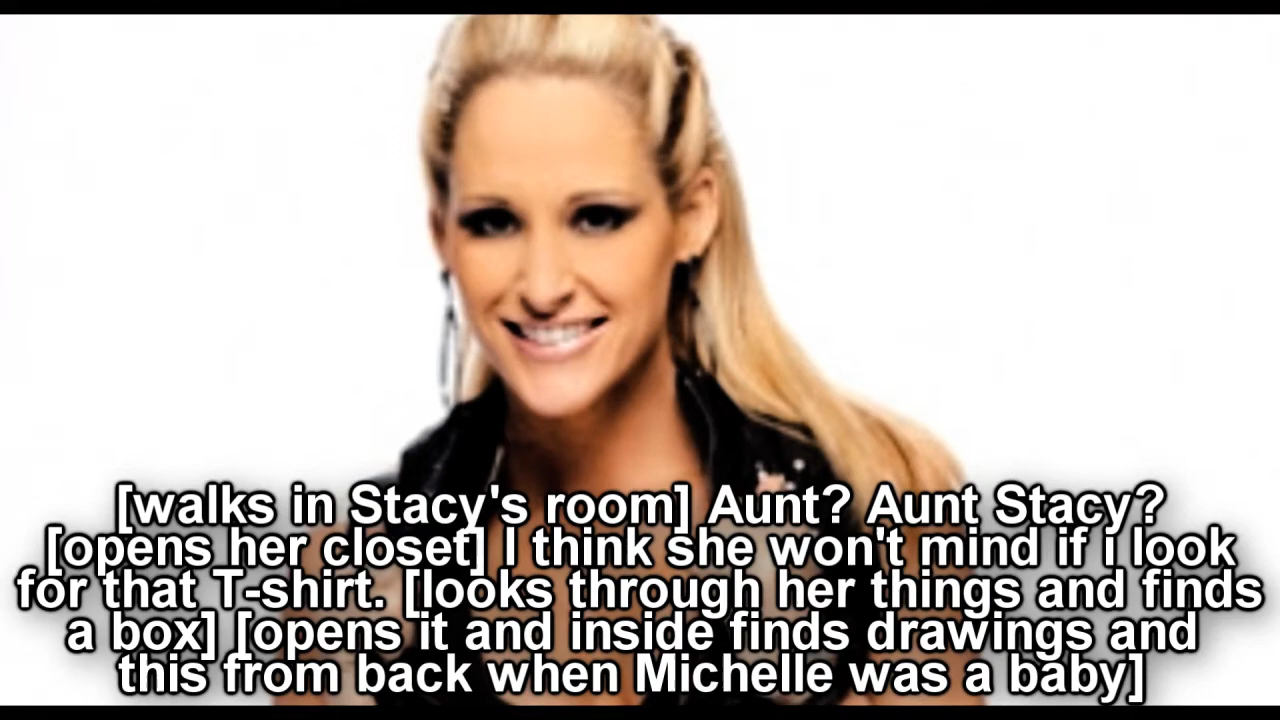 [walks in Stacy's room] Aunt? Aunt Stacy?
[opens her closet] I think she won't mind if i look
for that T-shirt. [looks through her things and finds
a box] [opens it and inside finds drawings and
this from back when Michelle was a baby]